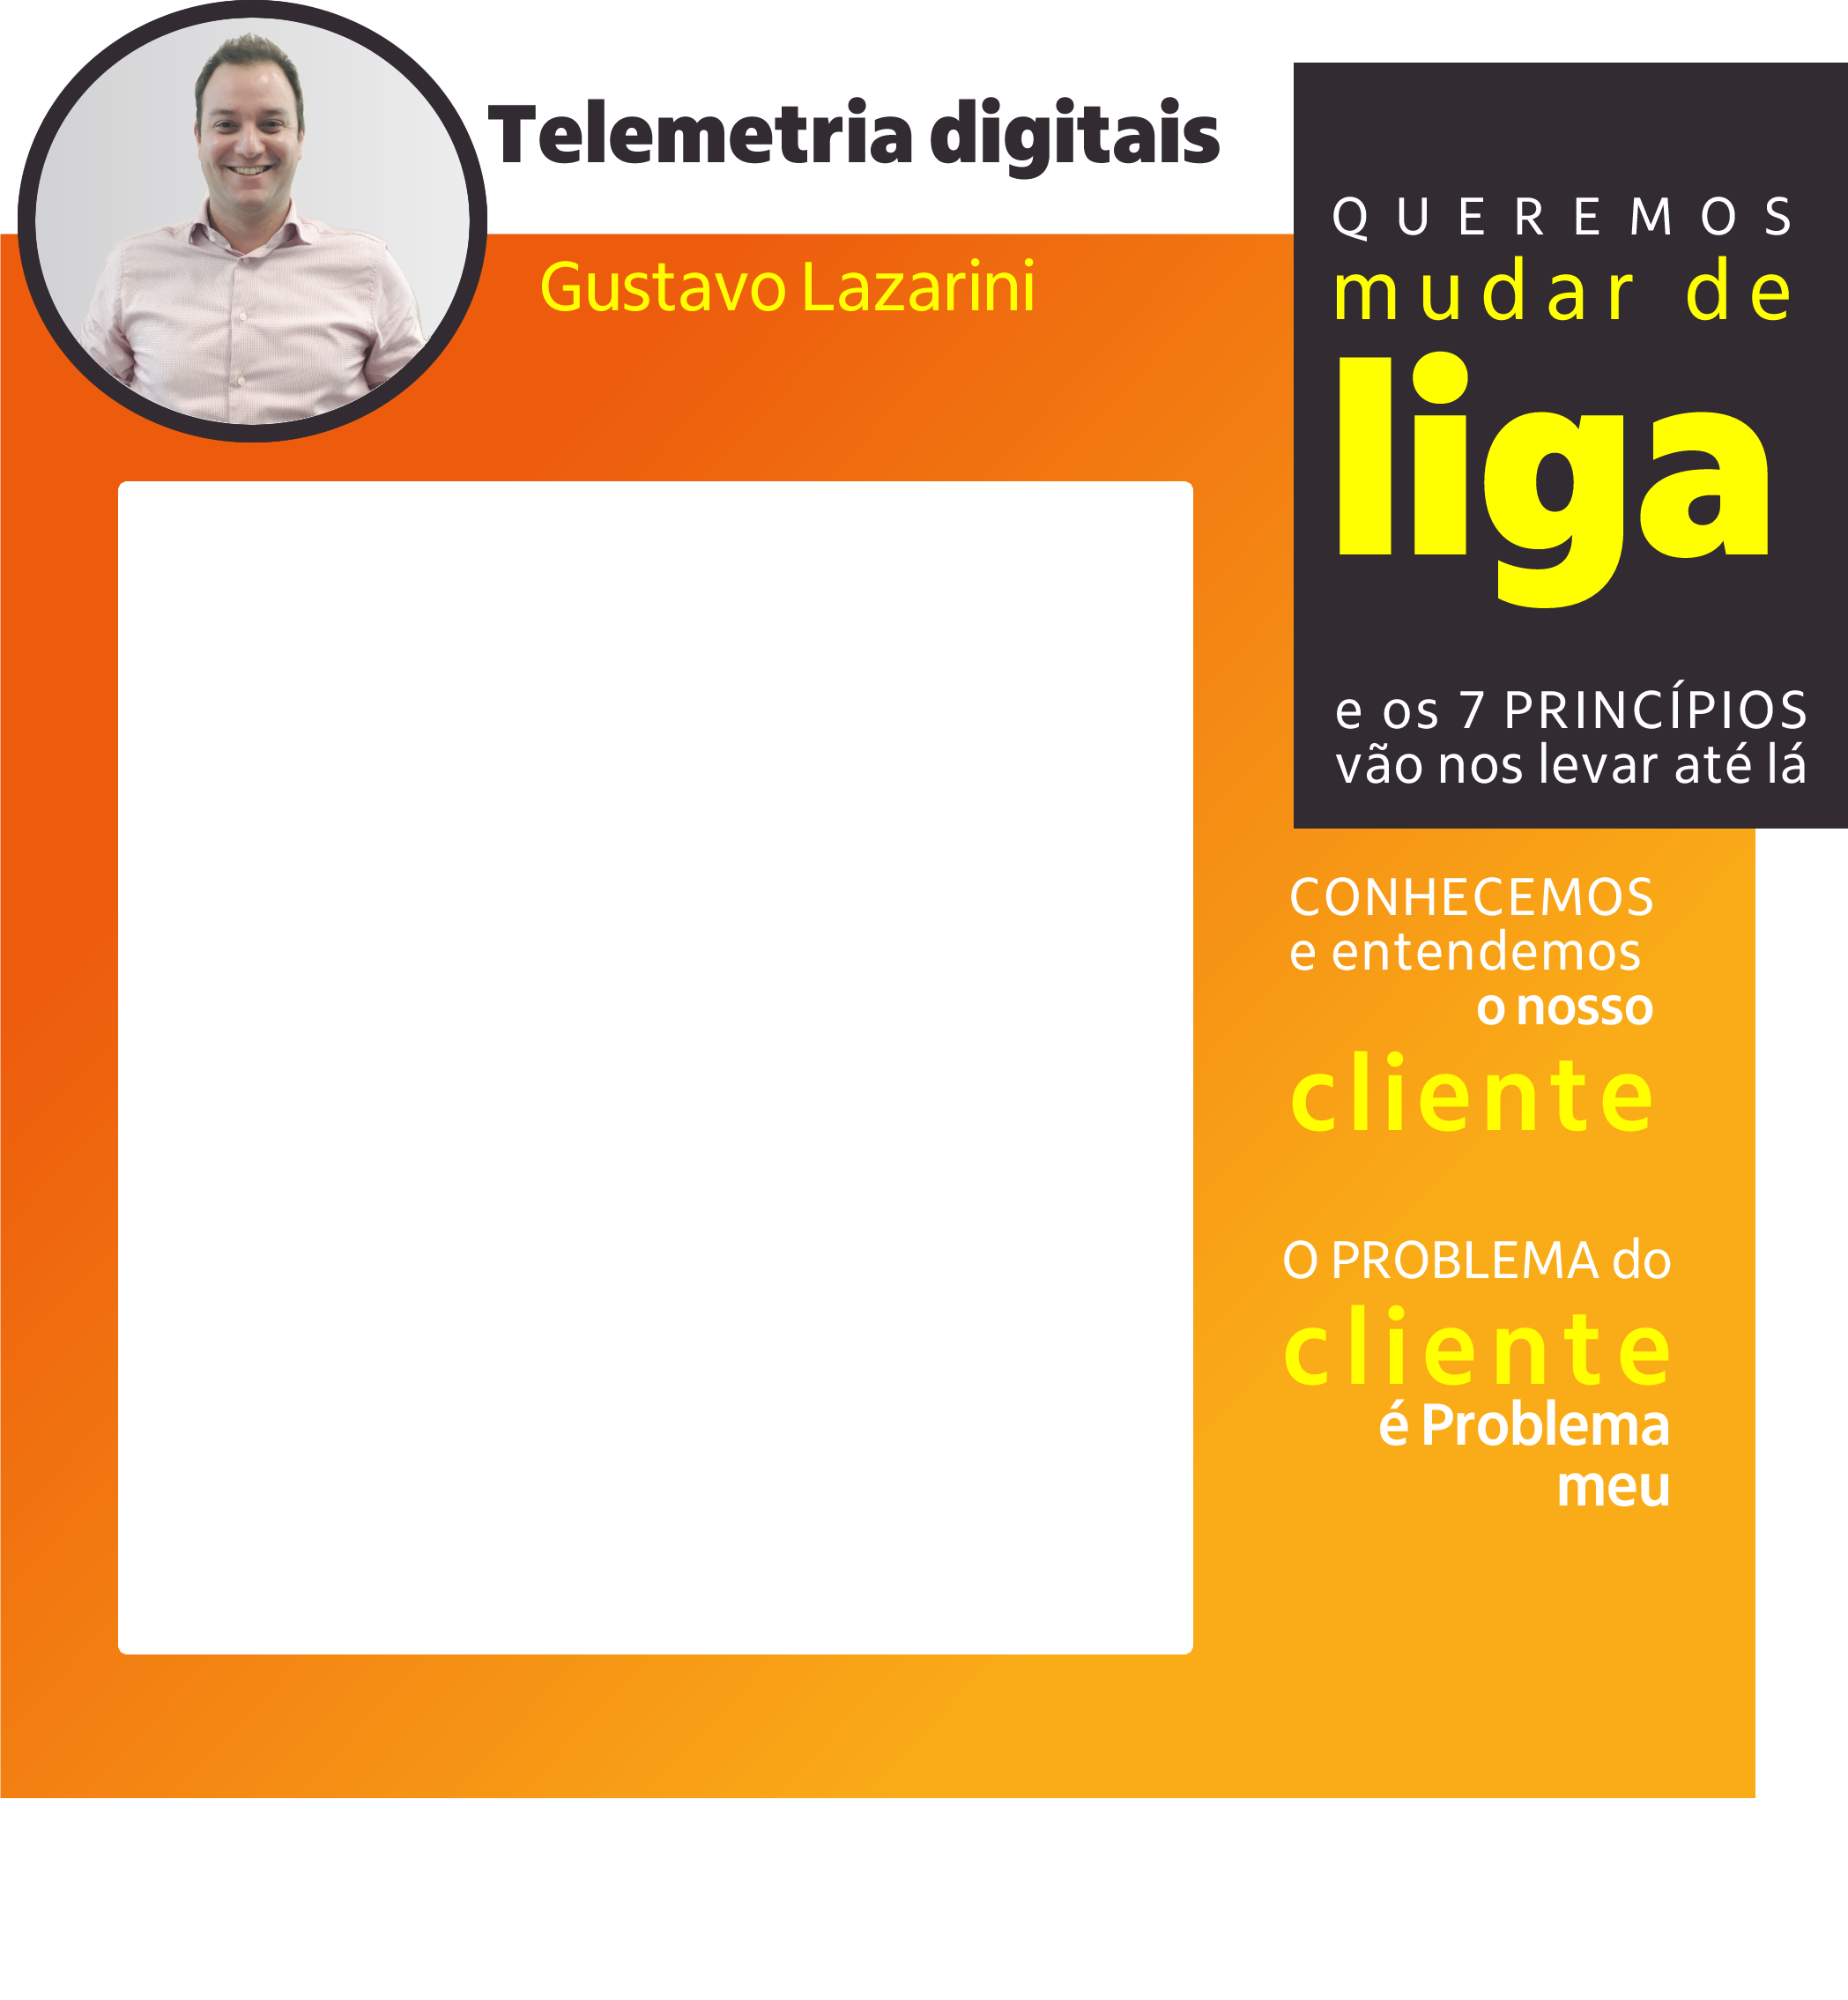 Telemetria digitais
Gustavo Lazarini
QUEREMOS
mudar de
liga
e os 7 PRINCÍPIOS
vão nos levar até lá
CONHECEMOS
e entendemos
o nosso
cliente
O PROBLEMA do
cliente
é Problema
meu